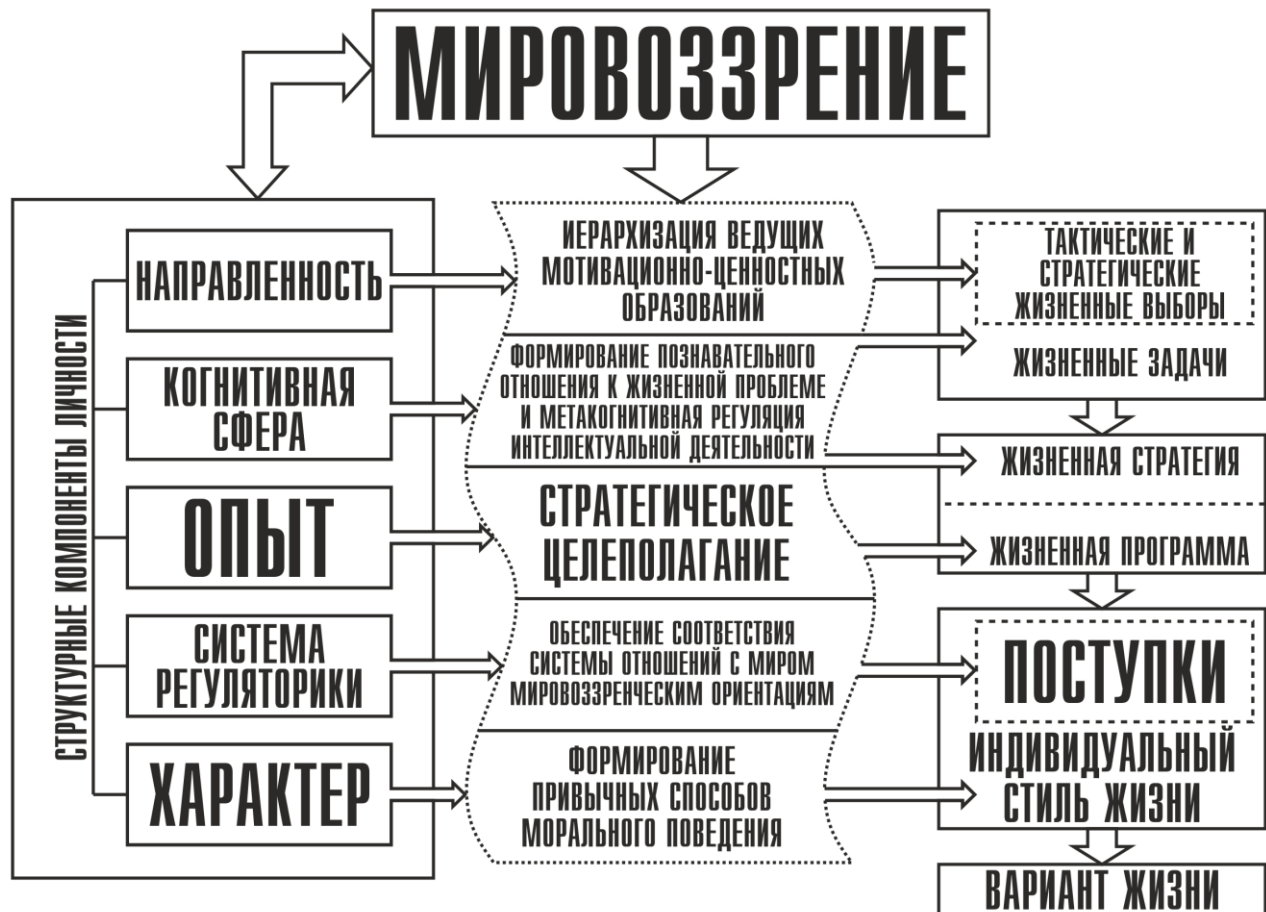 МИРОВОЗЗРЕНИЕ
СТРУКТУРНЫЕ КОМПОНЕНТЫ ЛИЧНОСТИ
НАПРАВЛЕННОСТЬ
КОГНИТИВНАЯ
СФЕРА
ОПЫТ
СИСТЕМА
РЕГУЛЯТОРИКИ
ХАРАКТЕР
ИЕРАРХИЗАЦИЯ ВЕДУЩИХ
МОТИВАЦИОННО-ЦЕННОСТНЫХ
ОБРАЗОВАНИЙ
ФОРМИРОВАНИЕ ПОЗНАВАТЕЛЬНОГО
ОТНОШЕНИЯ К ЖИЗНЕННОЙ ПРОБЛЕМЕ
И МЕТАКОГНИТИВНАЯ РЕГУЛЯЦИЯ
ИНТЕЛЛЕКТУАЛЬНОЙ ДЕЯТЕЛЬНОСТИ
СТРАТЕГИЧЕСКОЕ
ЦЕЛЕПОЛАГАНИЕ
ОБЕСПЕЧЕНИЕ СООТВЕТСТВИЯ
СИСТЕМЫ ОТНОШЕНИЙ С МИРОМ
МИРОВОЗЗРЕНЧЕСКИМ ОРИЕНТАЦИЯМ
ФОРМИРОВАНИЕ
ПРИВЫЧНЫХ СПОСОБОВ
МОРАЛЬНОГО ПОВЕДЕНИЯ
ТАКТИЧЕСКИЕ И
СТРАТЕГИЧЕСКИЕ
ЖИЗНЕННЫЕ ВЫБОРЫ
ЖИЗНЕННЫЕ ЗАДАЧИ
ЖИЗНЕННАЯ СТРАТЕГИЯ
ЖИЗНЕННАЯ ПРОГРАММА
ПОСТУПКИ
ИНДИВИДУАЛЬНЫЙ
СТИЛЬ ЖИЗНИ
ВАРИАНТ ЖИЗНИ